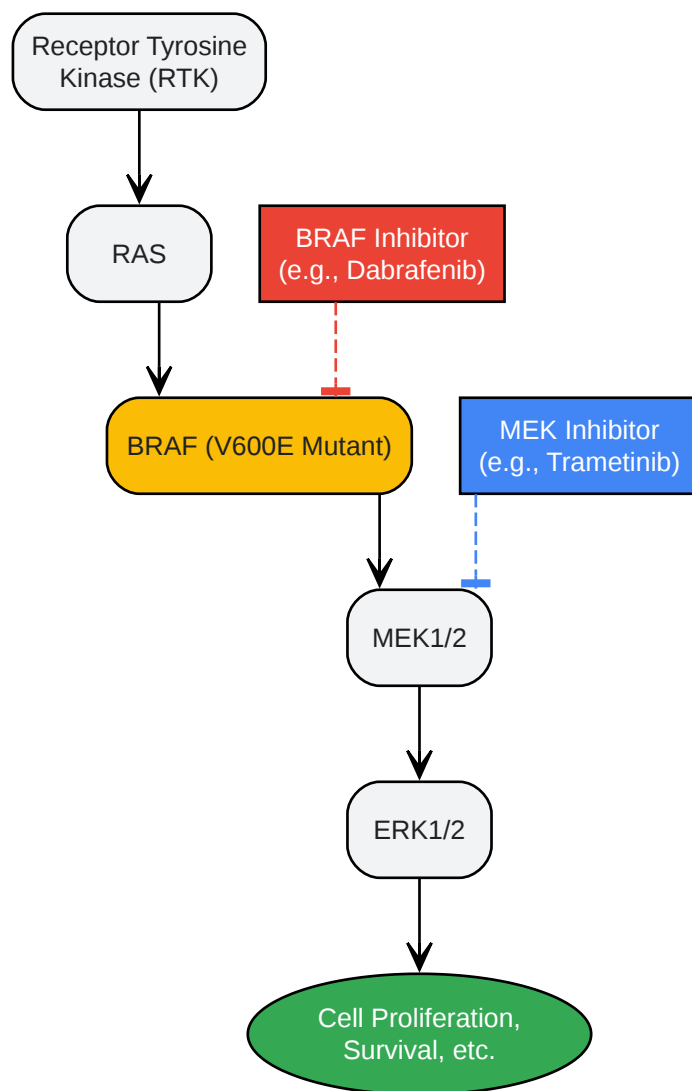 Receptor Tyrosine
Kinase (RTK)
RAS
BRAF Inhibitor
(e.g., Dabrafenib)
BRAF (V600E Mutant)
MEK Inhibitor
(e.g., Trametinib)
MEK1/2
ERK1/2
Cell Proliferation,
Survival, etc.